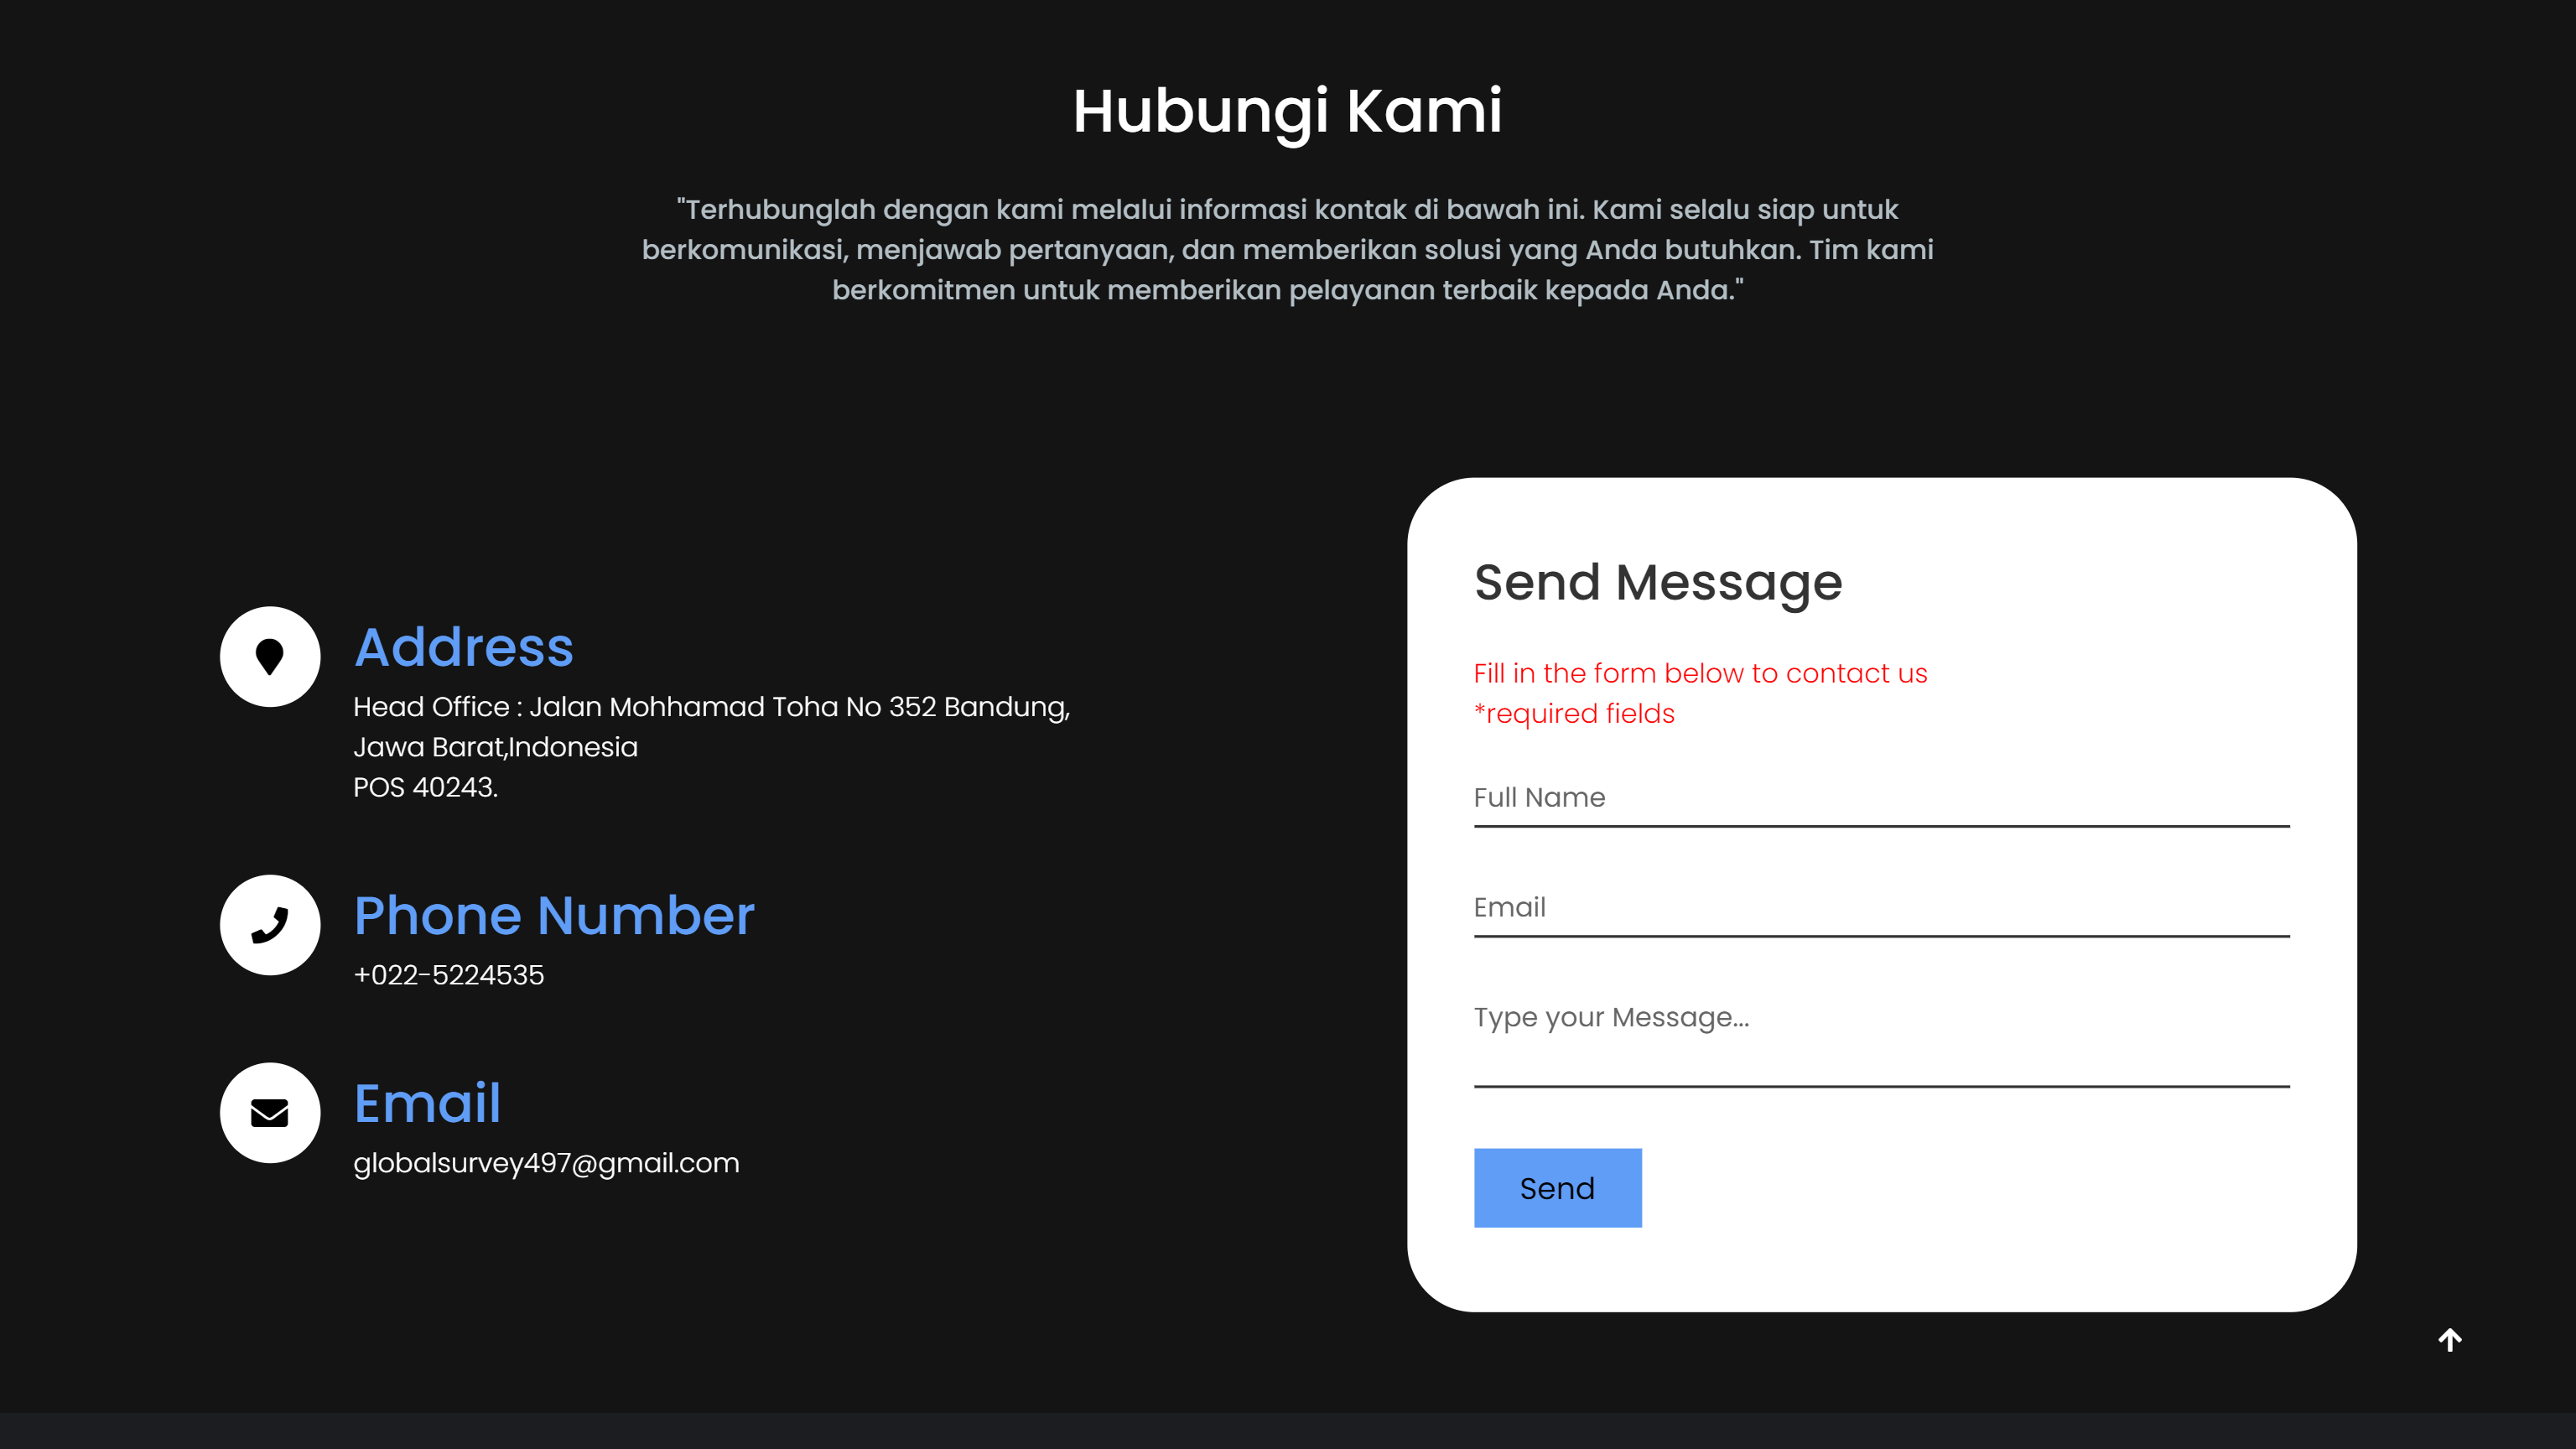 Hubungi Kami
"Terhubunglah dengan kami melalui informasi kontak di bawah ini. Kami selalu siap untuk
berkomunikasi, menjawab pertanyaan, dan memberikan solusi yang Anda butuhkan. Tim kami
berkomitmen untuk memberikan pelayanan terbaik kepada Anda."
Address
Head Office : Jalan Mohhamad Toha No 352 Bandung,
Jawa Barat,Indonesia
POS 40243.
Phone Number
+022-5224535
Email
globalsurvey497@gmail.com
Send Message
Fill in the form below to contact us
*required fields
Full Name
Email
Type your Message...
Send